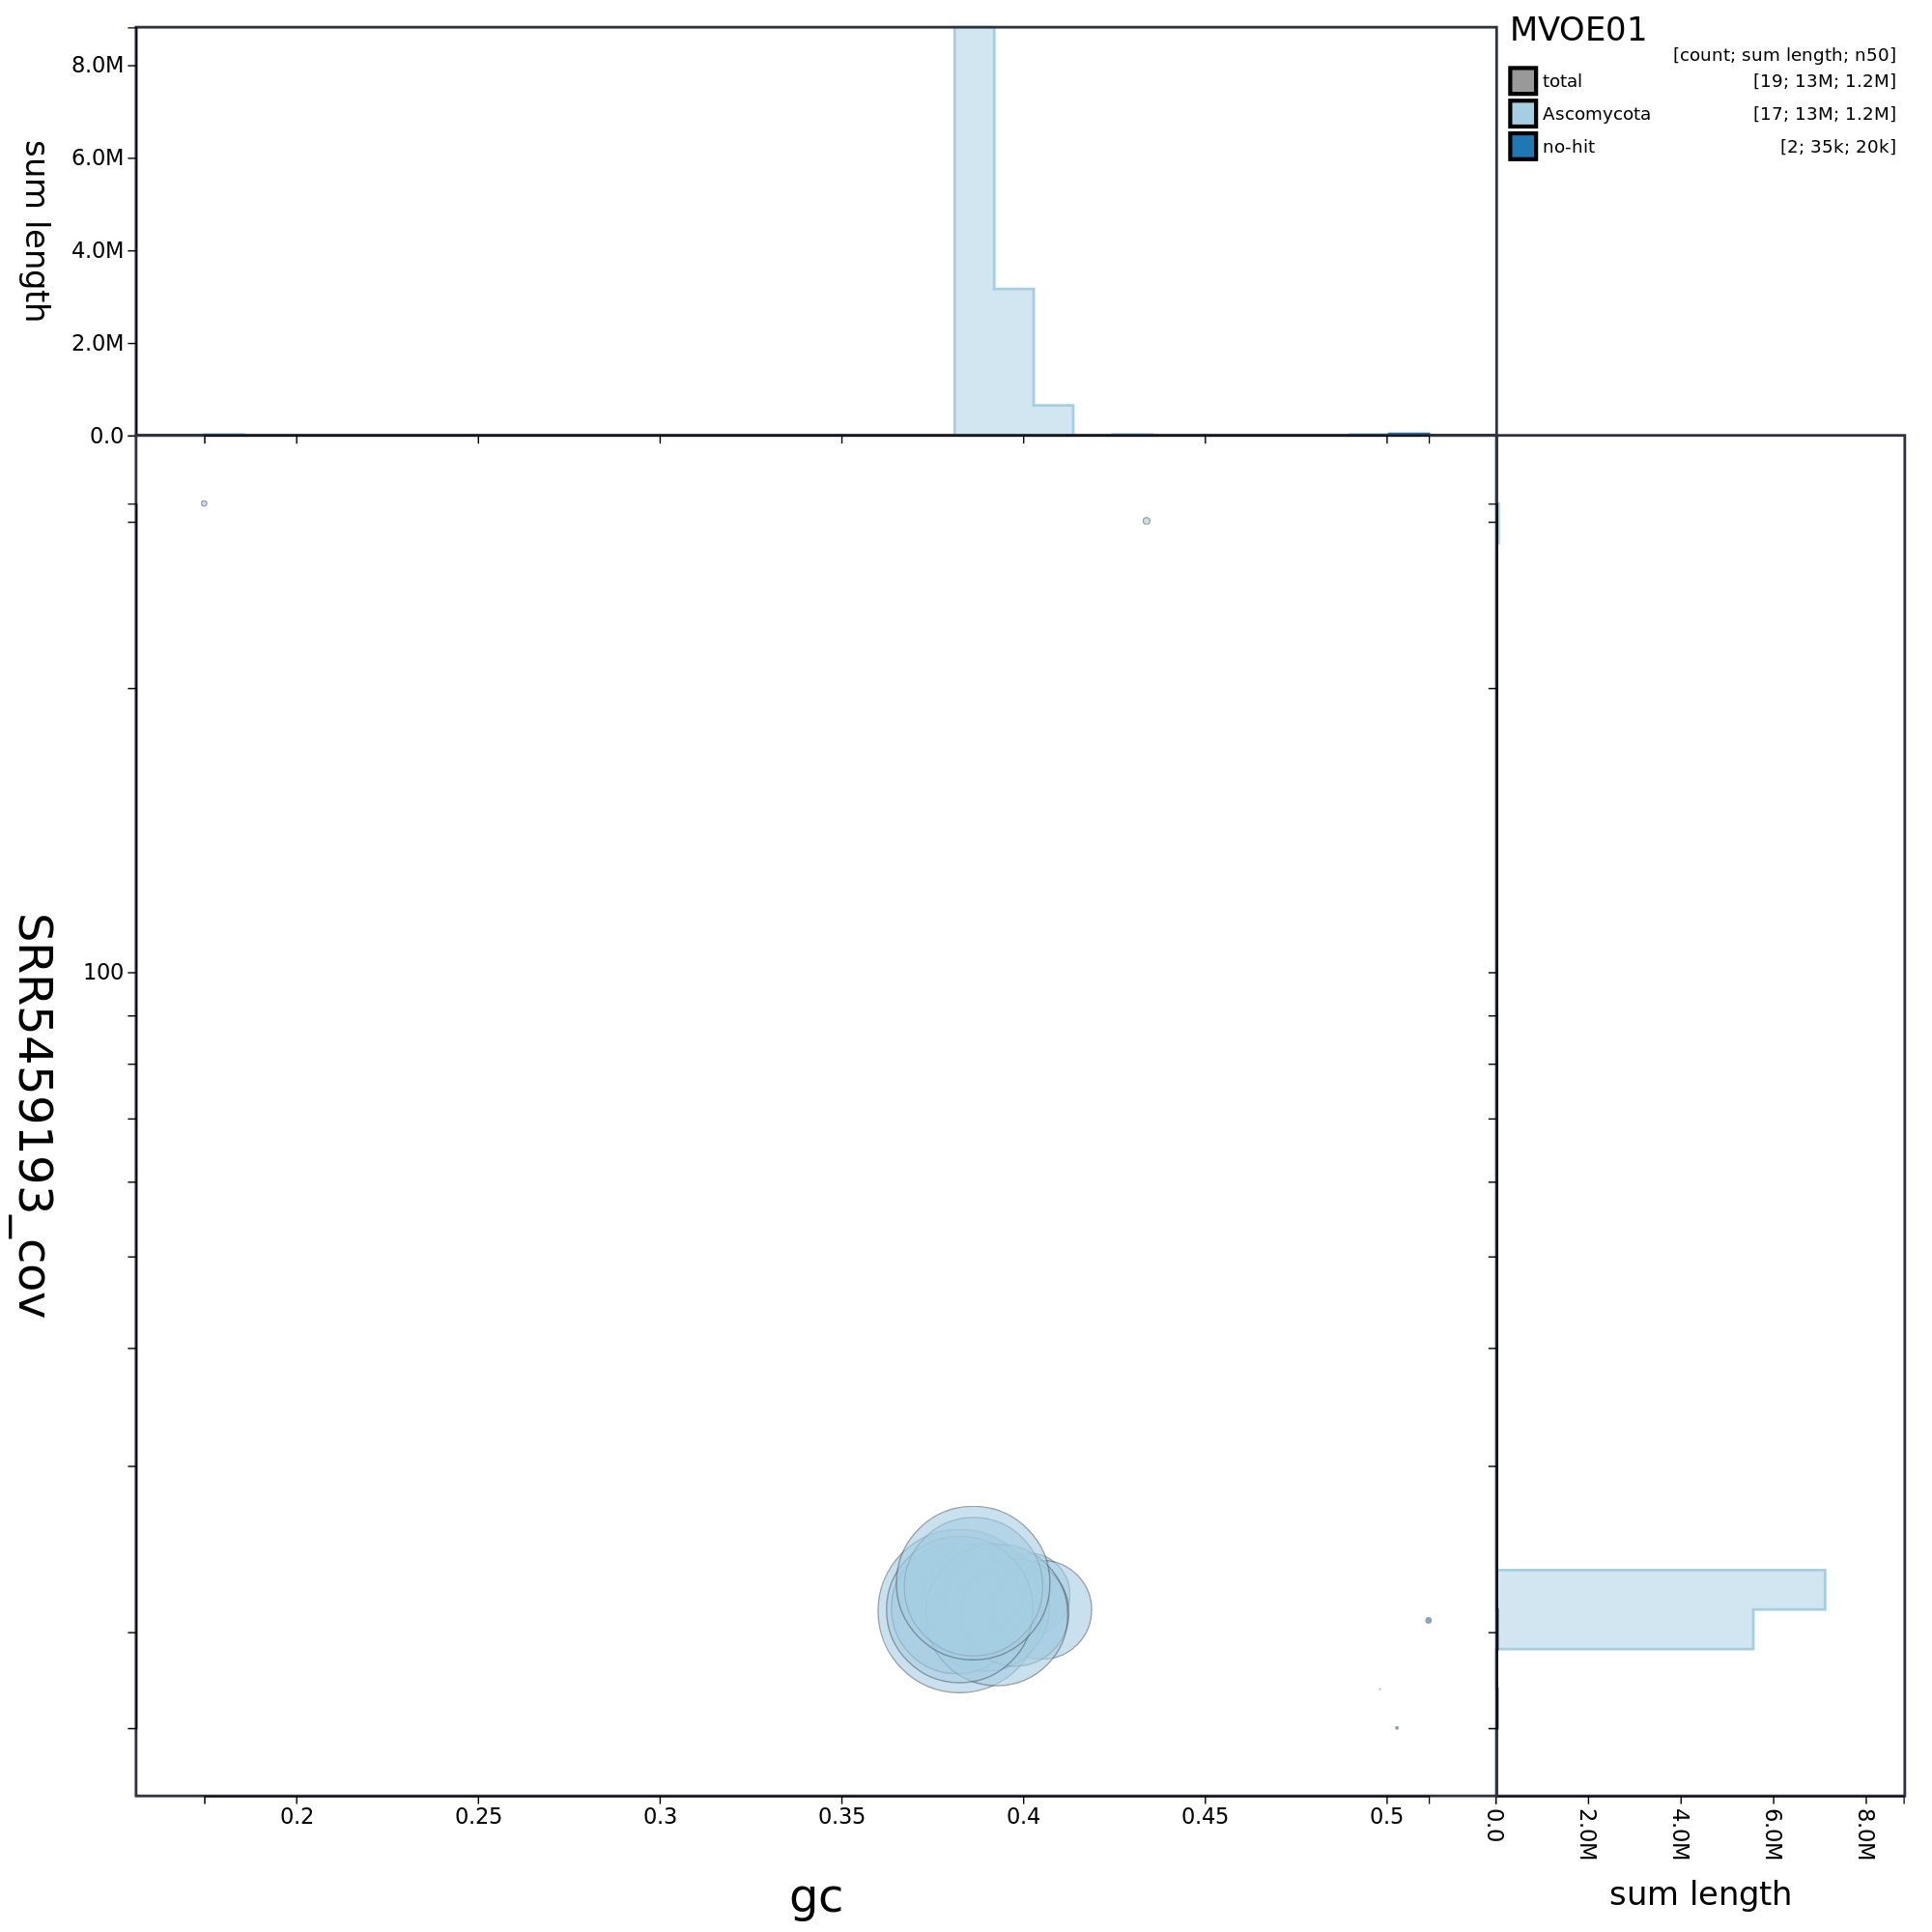 MVOE01
[count; sum length; n50]
total [19; 13M; 1.2M]
Ascomycota [17; 13M; 1.2M]
no-hit [2; 35k; 20k]
sum length
8.0M
6.0M
4.0M
2.0M
0.0
SRR5459193_cov
100
0.2 0.25 0.3 0.35 0.4 0.45 0.5
gc
0.0 2.0M 4.0M 6.0M 8.0M
sum length